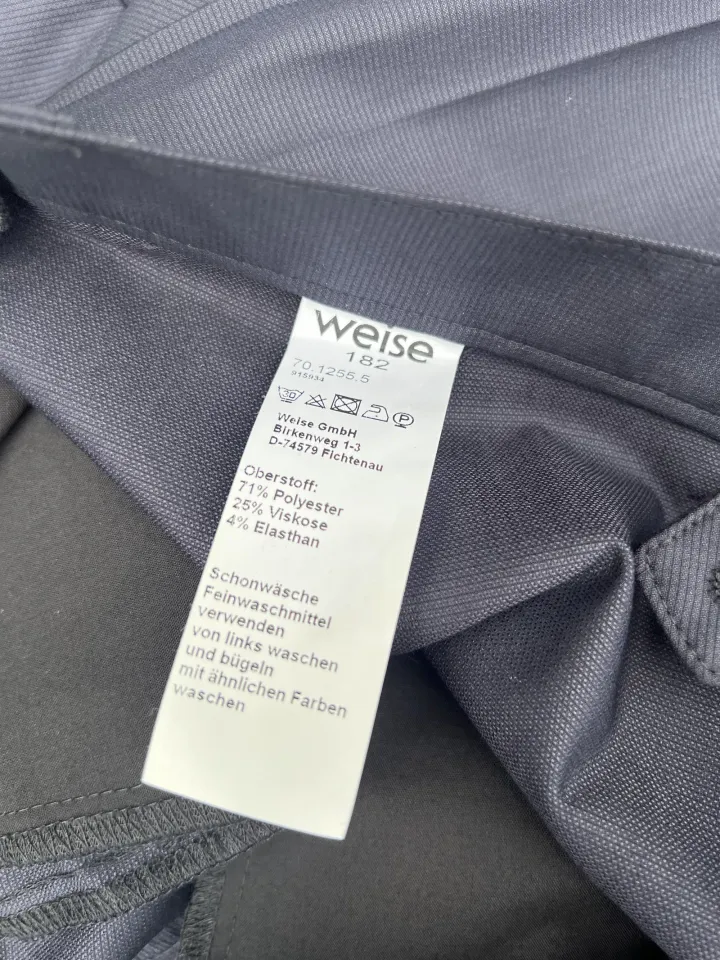 weise
182
70.1255.5
915934
30 P
Weise GmbH
Birkenweg 1-3
D-74579 Fichtenau
Oberstoff:
71% Polyester
25% Viskose
4% Elasthan
Schonwäsche
Feinwaschmittel
verwenden
von links waschen
und bügeln
mit ähnlichen Farben
waschen